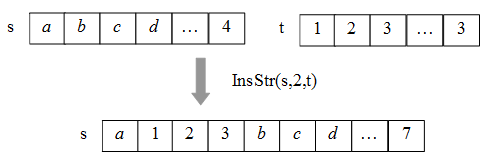 s a b c d … 4 t 1 2 3 … 3
InsStr(s,2,t)
s a 1 2 3 b c d … 7